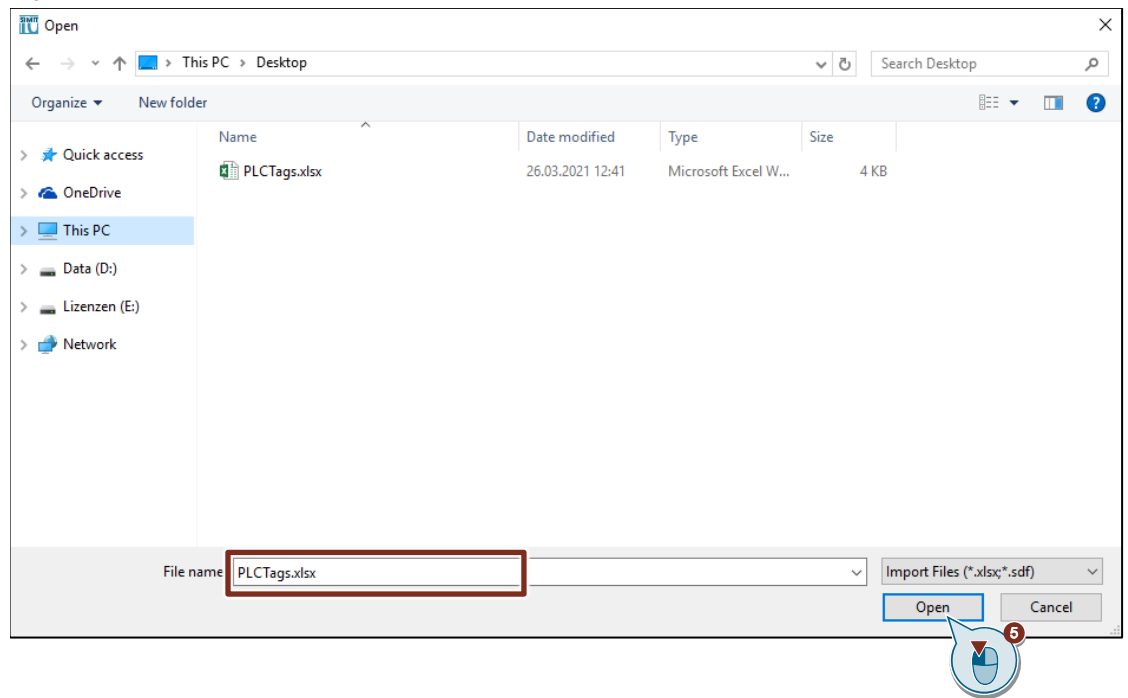 SIMIT Open
This PC > Desktop Search Desktop
Organize New folder
Name Date modified Type Size
Quick access
PLCTags.xlsx 26.03.2021 12:41 Microsoft Excel W... 4 KB
OneDrive
This PC
Data (D:)
Lizenzen (E:)
Network
File name PLCTags.xlsx Import Files (*.xlsx;*.sdf)
Open Cancel
5